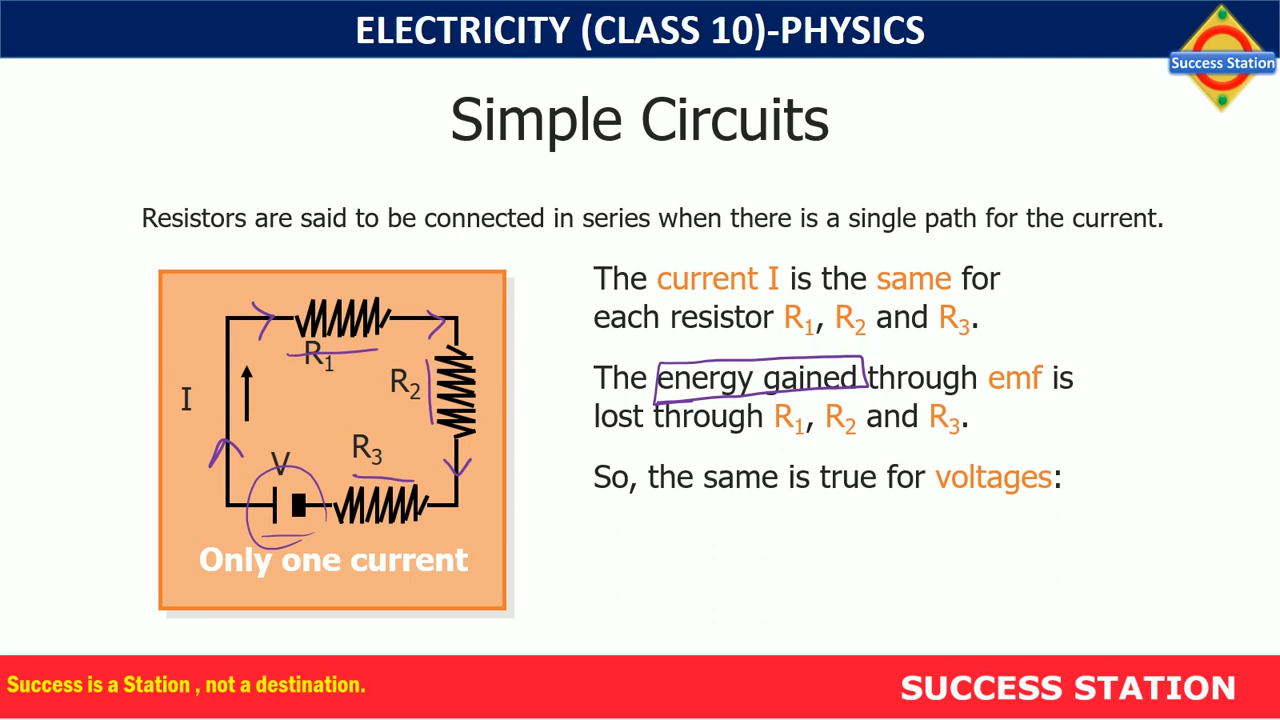 ELECTRICITY (CLASS 10)-PHYSICS
Success Station
Simple Circuits
Resistors are said to be connected in series when there is a single path for the current.
The current I is the same for
each resistor R₁, R₂ and R₃.
The energy gained through emf is
lost through R₁, R₂ and R₃.
So, the same is true for voltages:
R₁
R₂
I
R₃
V
Only one current
Success is a Station , not a destination.
SUCCESS STATION